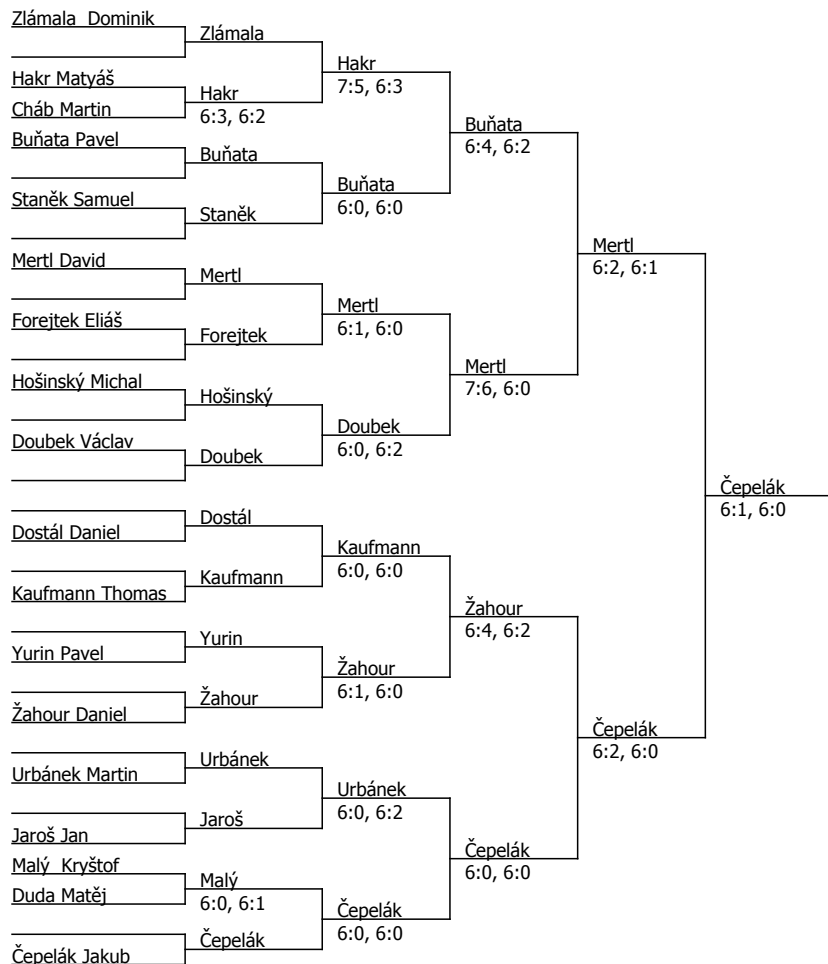 Zlámala  Dominik
Zlámala
Hakr
7:5, 6:3
Hakr Matyáš
Hakr
Cháb Martin
6:3, 6:2
Buňata
6:4, 6:2
Buňata Pavel
Buňata
Buňata
6:0, 6:0
Staněk Samuel
Staněk
Mertl
6:2, 6:1
Mertl David
Mertl
Mertl
6:1, 6:0
Forejtek Eliáš
Forejtek
Mertl
7:6, 6:0
Hošinský Michal
Hošinský
Doubek
6:0, 6:2
Doubek Václav
Doubek
Čepelák
6:1, 6:0
Dostál
Dostál Daniel
Kaufmann
6:0, 6:0
Kaufmann
Kaufmann Thomas
Žahour
6:4, 6:2
Yurin
Yurin Pavel
Žahour
6:1, 6:0
Žahour
Žahour Daniel
Čepelák
6:2, 6:0
Urbánek
Urbánek Martin
Urbánek
6:0, 6:2
Jaroš
Jaroš Jan
Čepelák
6:0, 6:0
Malý  Kryštof
Malý
Duda Matěj
6:0, 6:1
Čepelák
6:0, 6:0
Čepelák
Čepelák Jakub